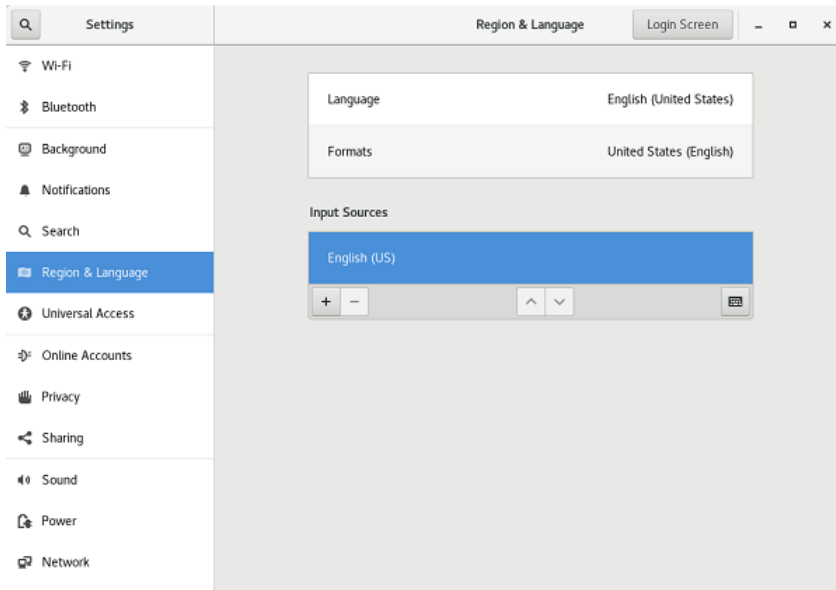 Settings
Region & Language
Login Screen
Wi-Fi
Bluetooth
Background
Notifications
Search
Region & Language
Universal Access
Online Accounts
Privacy
Sharing
Sound
Power
Network
Language
English (United States)
Formats
United States (English)
Input Sources
English (US)